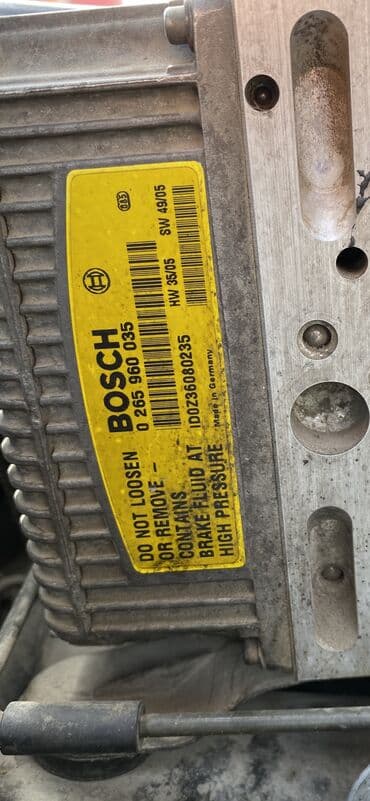 BOSCH
0 265 960 035
HW 35/05 SW 49/05
DO NOT LOOSEN
OR REMOVE -
CONTAINS
BRAKE FLUID AT
HIGH PRESSURE
1D0Z36080235
Made in Germany